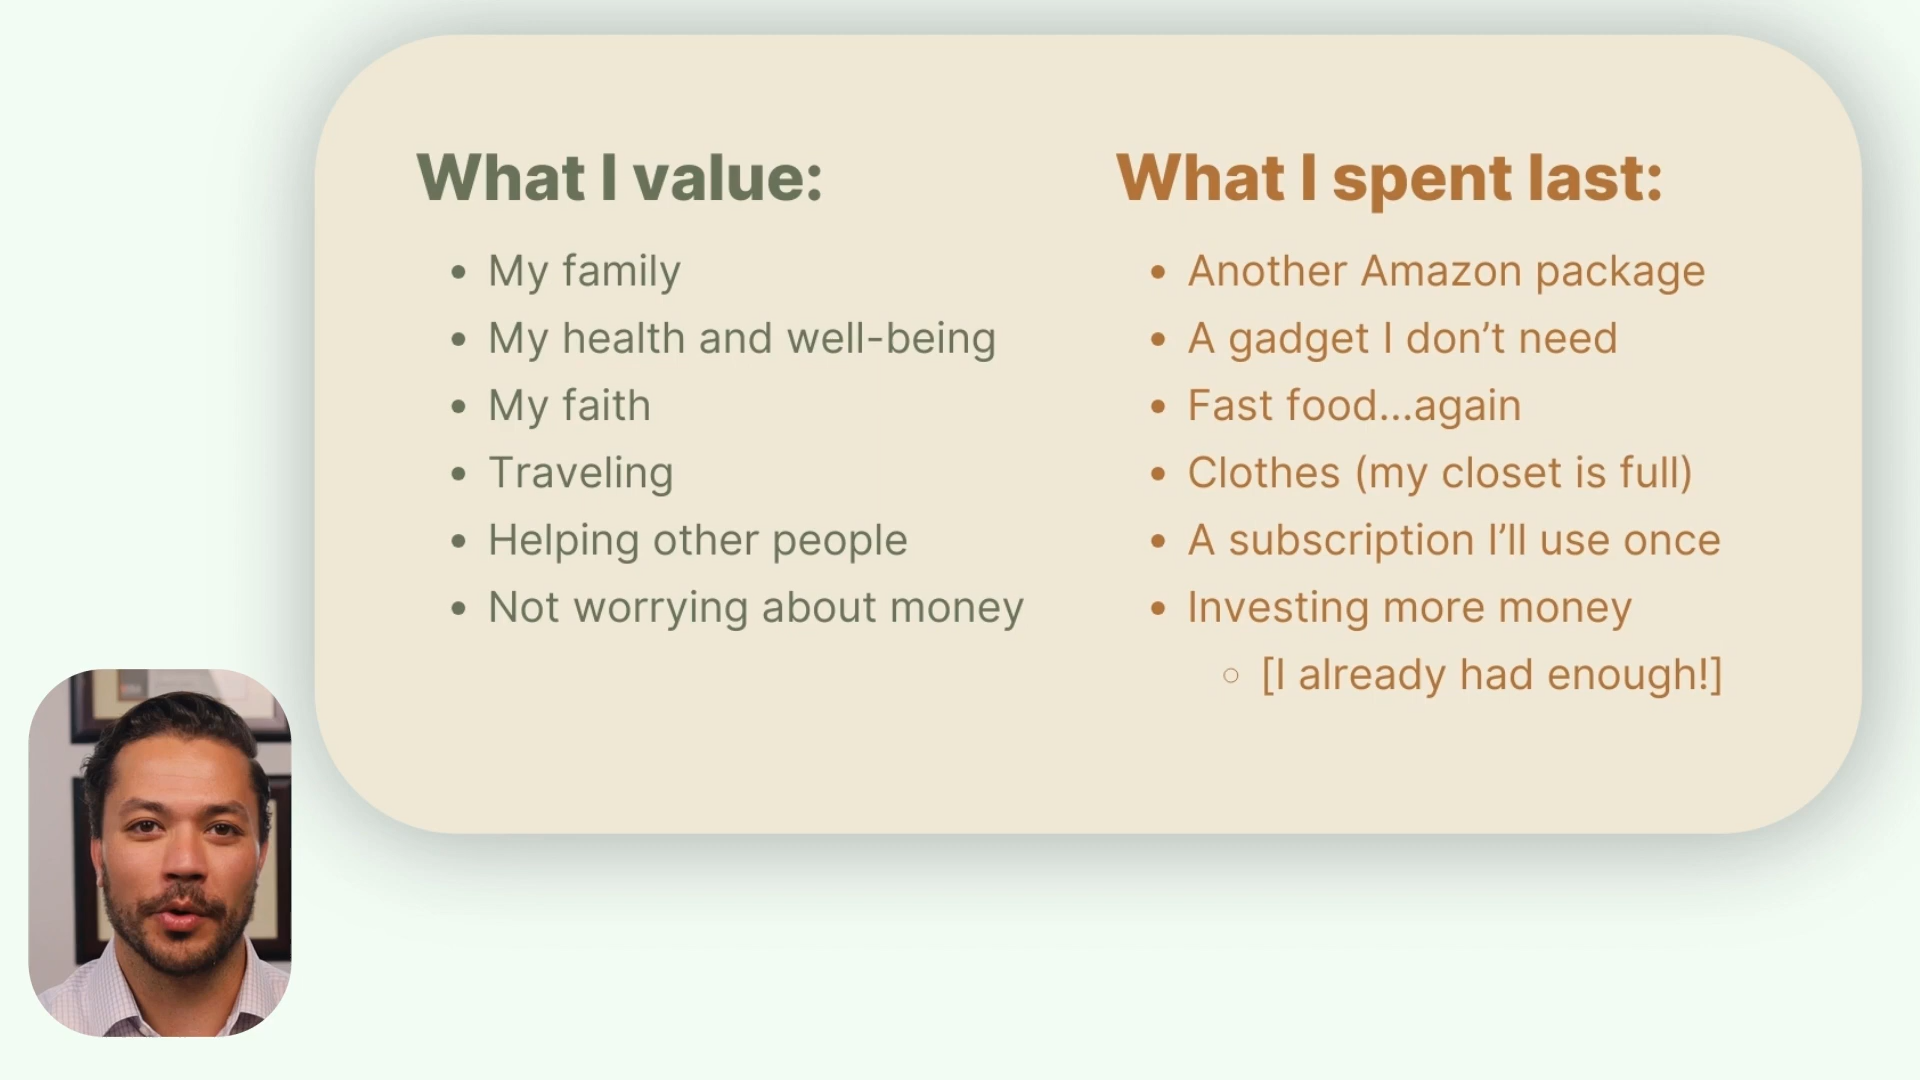 What I value:
My family
My health and well-being
My faith
Traveling
Helping other people
Not worrying about money
What I spent last:
Another Amazon package
A gadget I don’t need
Fast food...again
Clothes (my closet is full)
A subscription I’ll use once
Investing more money
[I already had enough!]